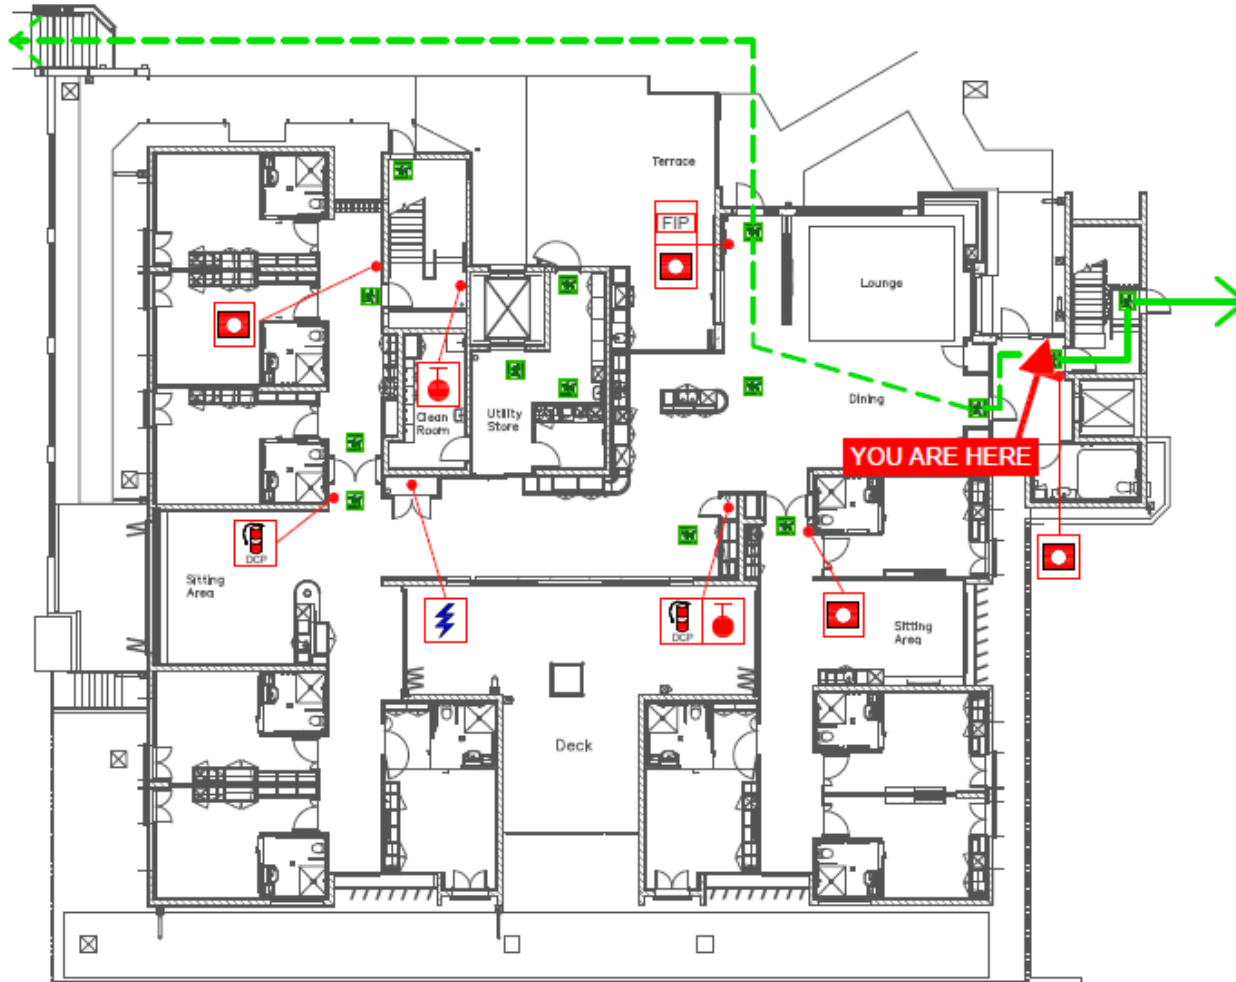 Terrace
FIP
Lounge
Dining
Clean
Room
Utility
Store
YOU ARE HERE
DCP
Sitting
Area
DCP
Sitting
Area
Deck